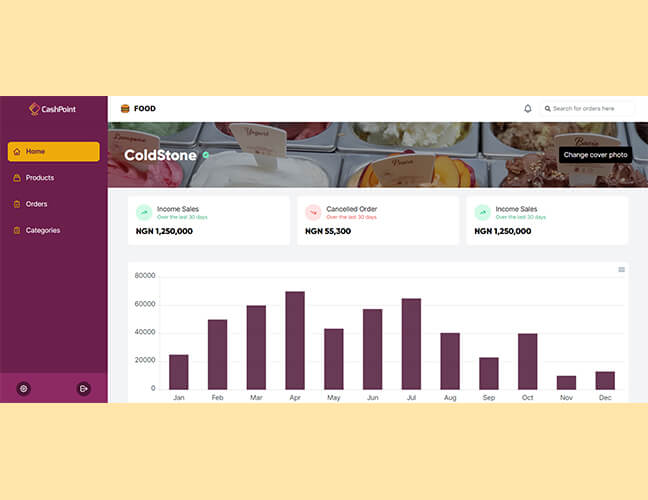 CashPoint
Home
Products
Orders
Categories
FOOD
Search for orders here
Yogurt
ColdStone
Change cover photo
Income Sales
Over the last 30 days
NGN 1,250,000
Cancelled Order
Over the last 30 days
NGN 55,300
Income Sales
Over the last 30 days
NGN 1,250,000
80000
60000
40000
20000
0
Jan Feb Mar Apr May Jun Jul Aug Sep Oct Nov Dec